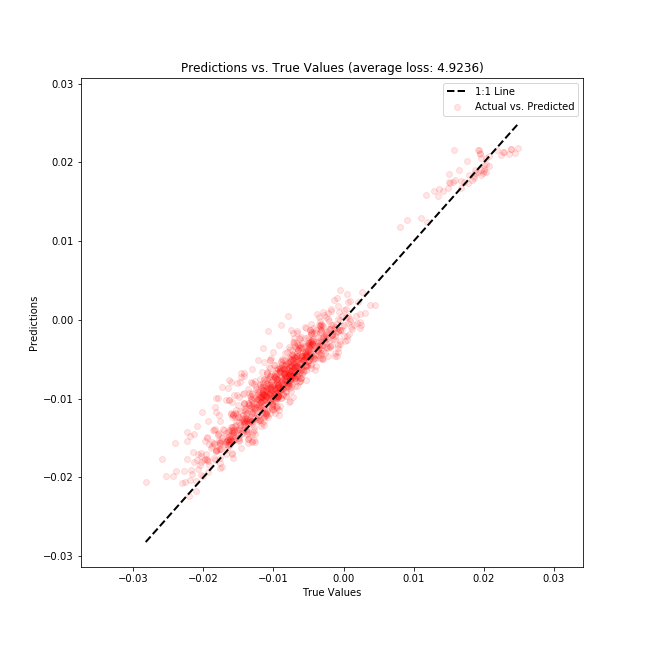 Predictions vs. True Values (average loss: 4.9236)
1:1 Line
Actual vs. Predicted
0.03
0.02
0.01
0.00
−0.01
−0.02
−0.03
Predictions
−0.03
−0.02
−0.01
0.00
0.01
0.02
0.03
True Values